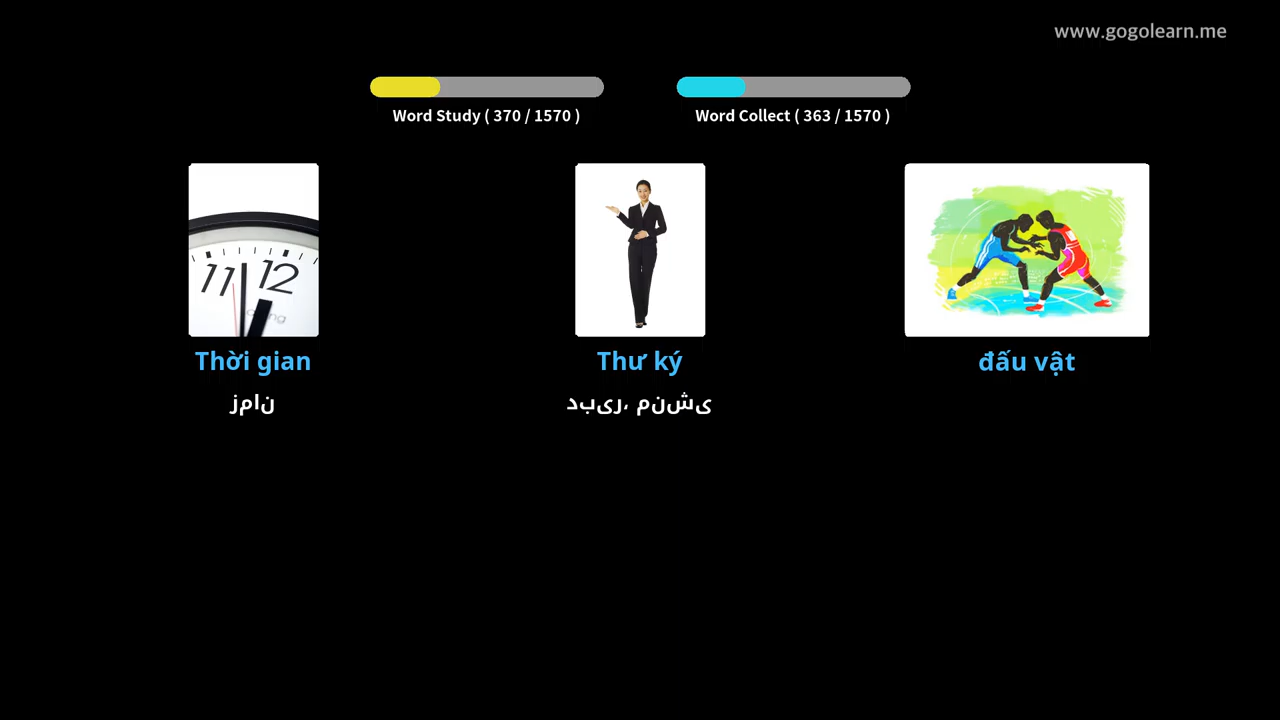 www.gogolearn.me
Word Study ( 370 / 1570 )
Word Collect ( 363 / 1570 )
Thời gian
Thư ký
đấu vật
زمان
دبیر، منشی